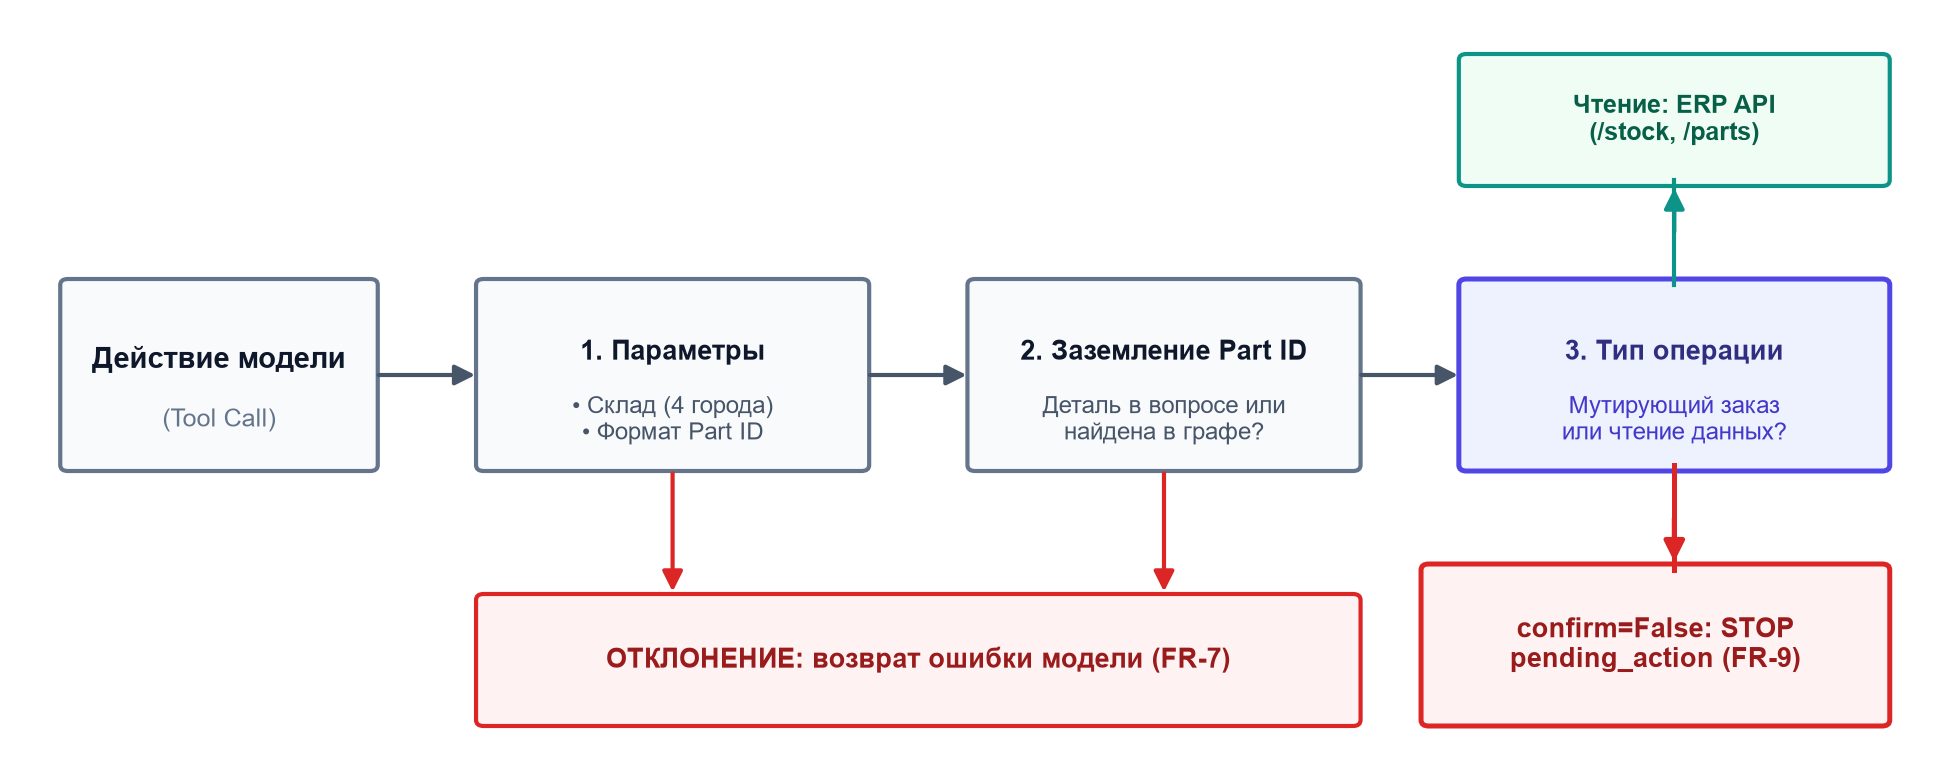 Чтение: ERP API
(/stock, /parts)
Действие модели
(Tool Call)
1. Параметры
• Склад (4 города)
• Формат Part ID
2. Заземление Part ID
Деталь в вопросе или
найдена в графе?
3. Тип операции
Мутирующий заказ
или чтение данных?
ОТКЛОНЕНИЕ: возврат ошибки модели (FR-7)
confirm=False: STOP
pending_action (FR-9)